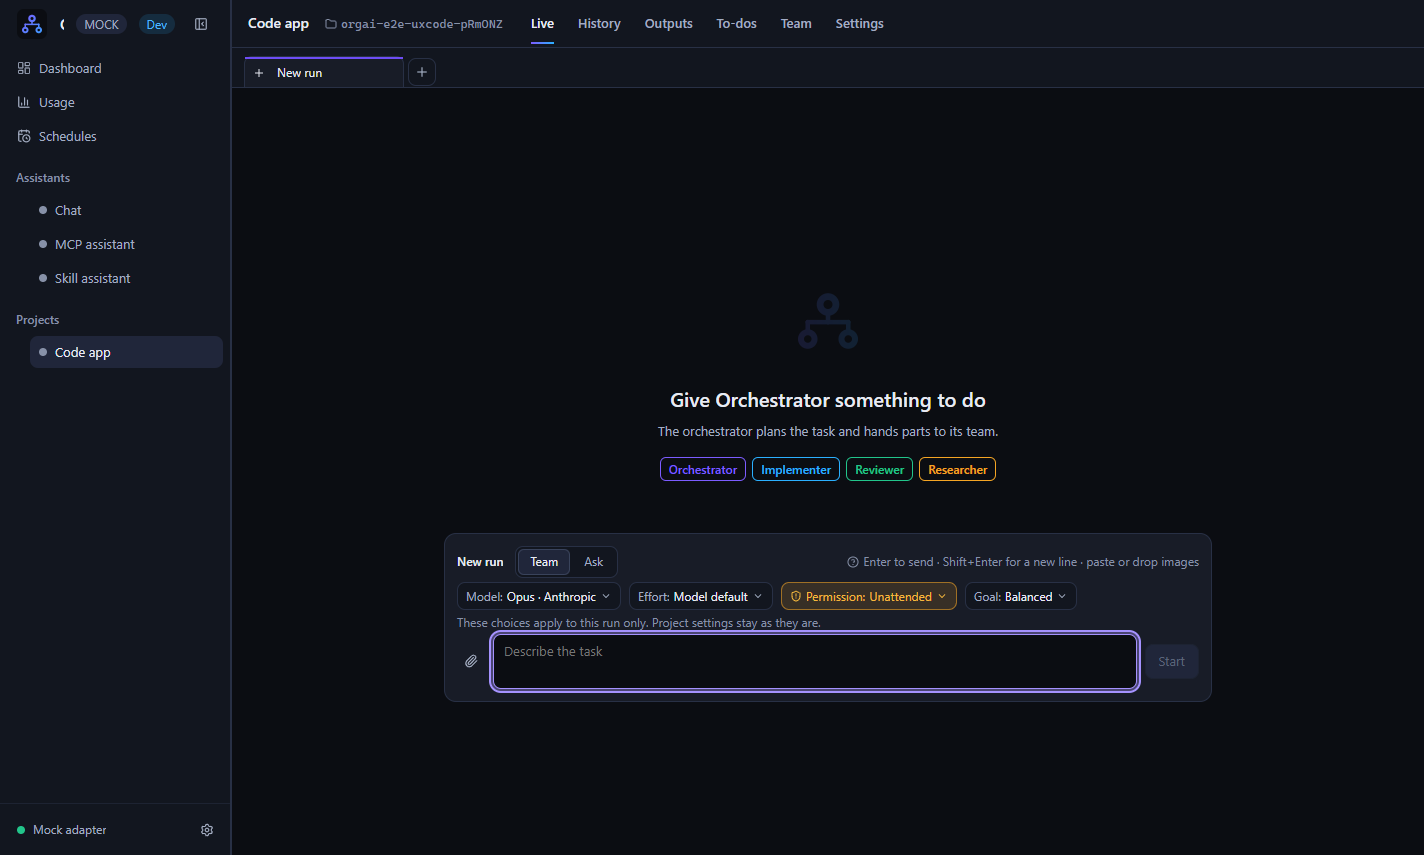 MOCK Dev
Dashboard
Usage
Schedules
Assistants
Chat
MCP assistant
Skill assistant
Projects
Code app
Mock adapter
Code app orgai-e2e-uxcode-pRmONZ Live History Outputs To-dos Team Settings
+ New run +
Give Orchestrator something to do
The orchestrator plans the task and hands parts to its team.
Orchestrator Implementer Reviewer Researcher
New run Team Ask Enter to send · Shift+Enter for a new line · paste or drop images
Model: Opus · Anthropic Effort: Model default Permission: Unattended Goal: Balanced
These choices apply to this run only. Project settings stay as they are.
Describe the task Start